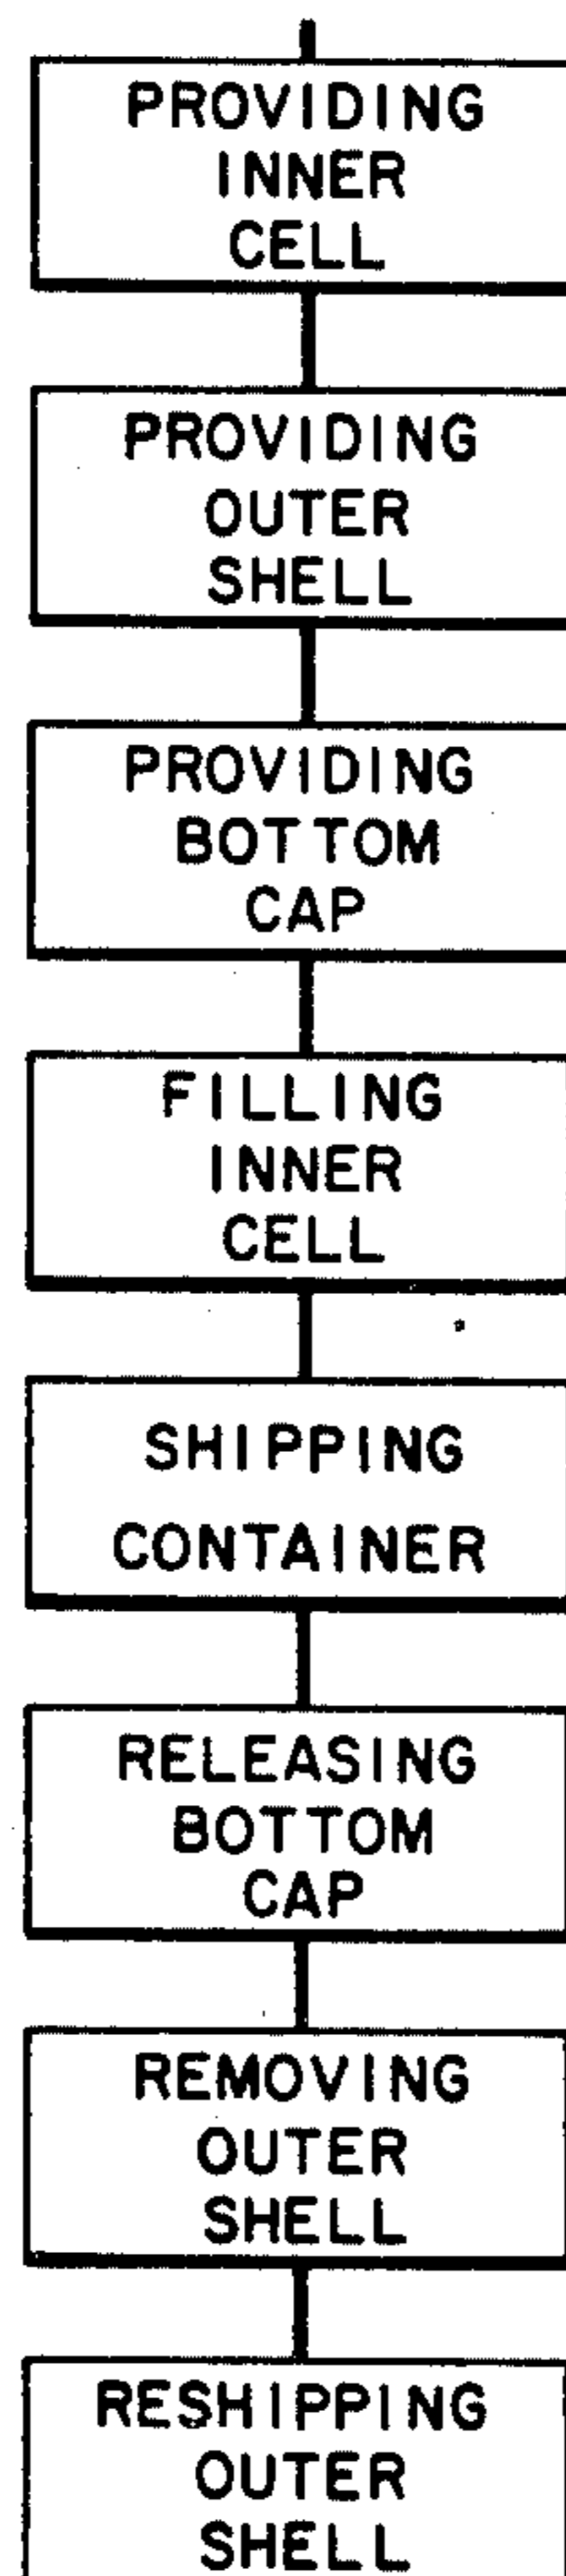 PROVIDING
INNER
CELL
PROVIDING
OUTER
SHELL
PROVIDING
BOTTOM
CAP
FILLING
INNER
CELL
SHIPPING
CONTAINER
RELEASING
BOTTOM
CAP
REMOVING
OUTER
SHELL
RESHIPPING
OUTER
SHELL